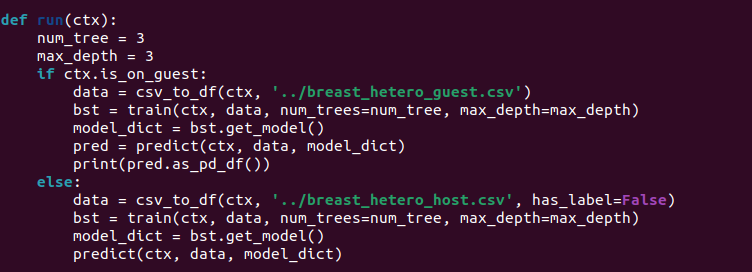 def run(ctx):
    num_tree = 3
    max_depth = 3
    if ctx.is_on_guest:
        data = csv_to_df(ctx, '../breast_hetero_guest.csv')
        bst = train(ctx, data, num_trees=num_tree, max_depth=max_depth)
        model_dict = bst.get_model()
        pred = predict(ctx, data, model_dict)
        print(pred.as_pd_df())
    else:
        data = csv_to_df(ctx, '../breast_hetero_host.csv', has_label=False)
        bst = train(ctx, data, num_trees=num_tree, max_depth=max_depth)
        model_dict = bst.get_model()
        predict(ctx, data, model_dict)